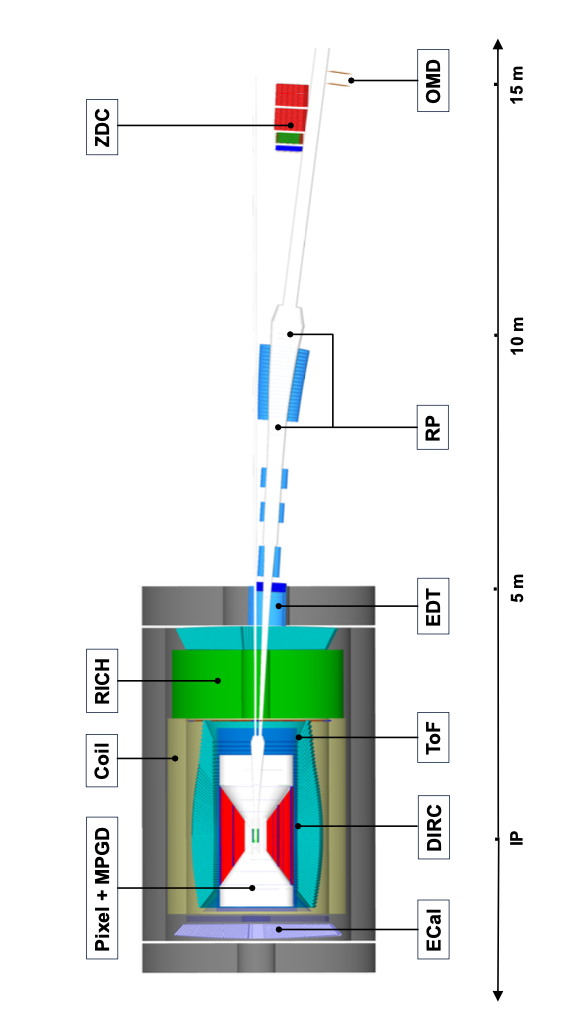 ZDC
RICH
Coil
Pixel + MPGD
OMD
RP
EDT
ToF
DIRC
ECal
15 m
10 m
5 m
IP